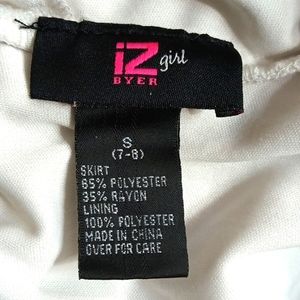 iZ girl
BYER
S
(7-8)
SKIRT
65% POLYESTER
35% RAYON
LINING
100% POLYESTER
MADE IN CHINA
OVER FOR CARE